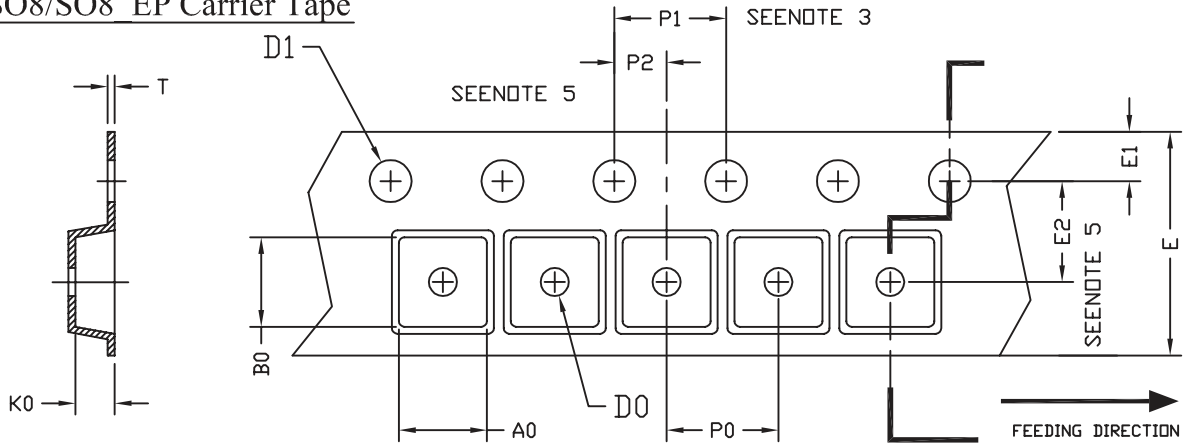 SO8/SO8_EP Carrier Tape
P1
SEENOTE 3
D1
P2
T
SEENOTE 5
E1
E2
E
SEENOTE 5
B0
K0
A0
D0
P0
FEEDING DIRECTION